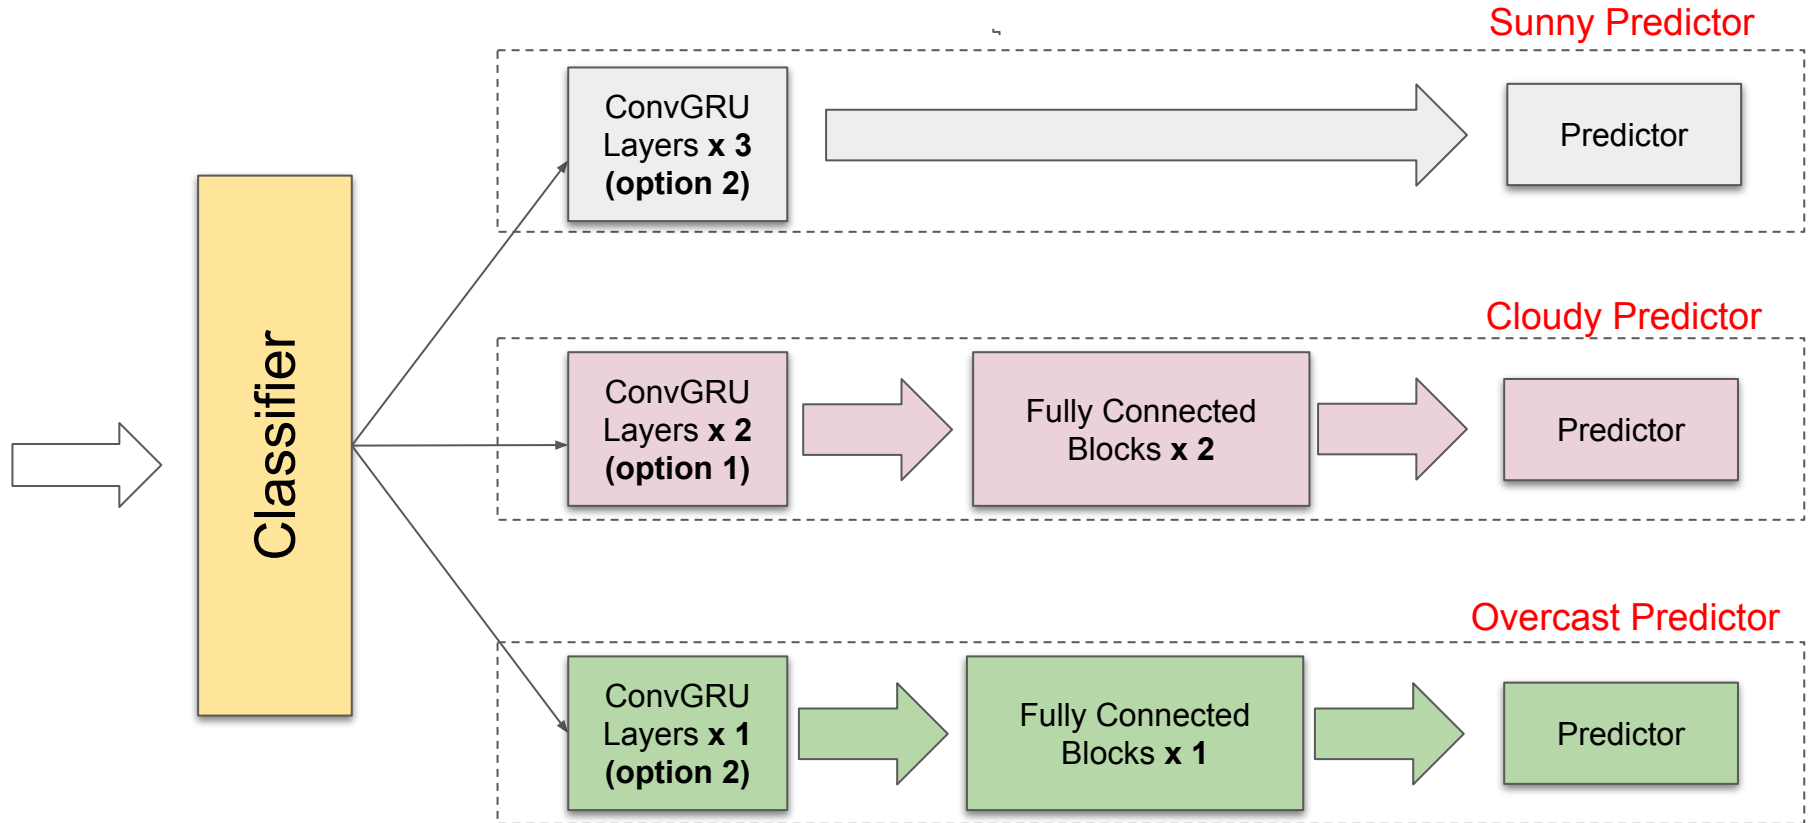 Sunny Predictor
ConvGRU
Layers x 3
(option 2)
Predictor
Classifier
Cloudy Predictor
ConvGRU
Layers x 2
(option 1)
Fully Connected
Blocks x 2
Predictor
Overcast Predictor
ConvGRU
Layers x 1
(option 2)
Fully Connected
Blocks x 1
Predictor